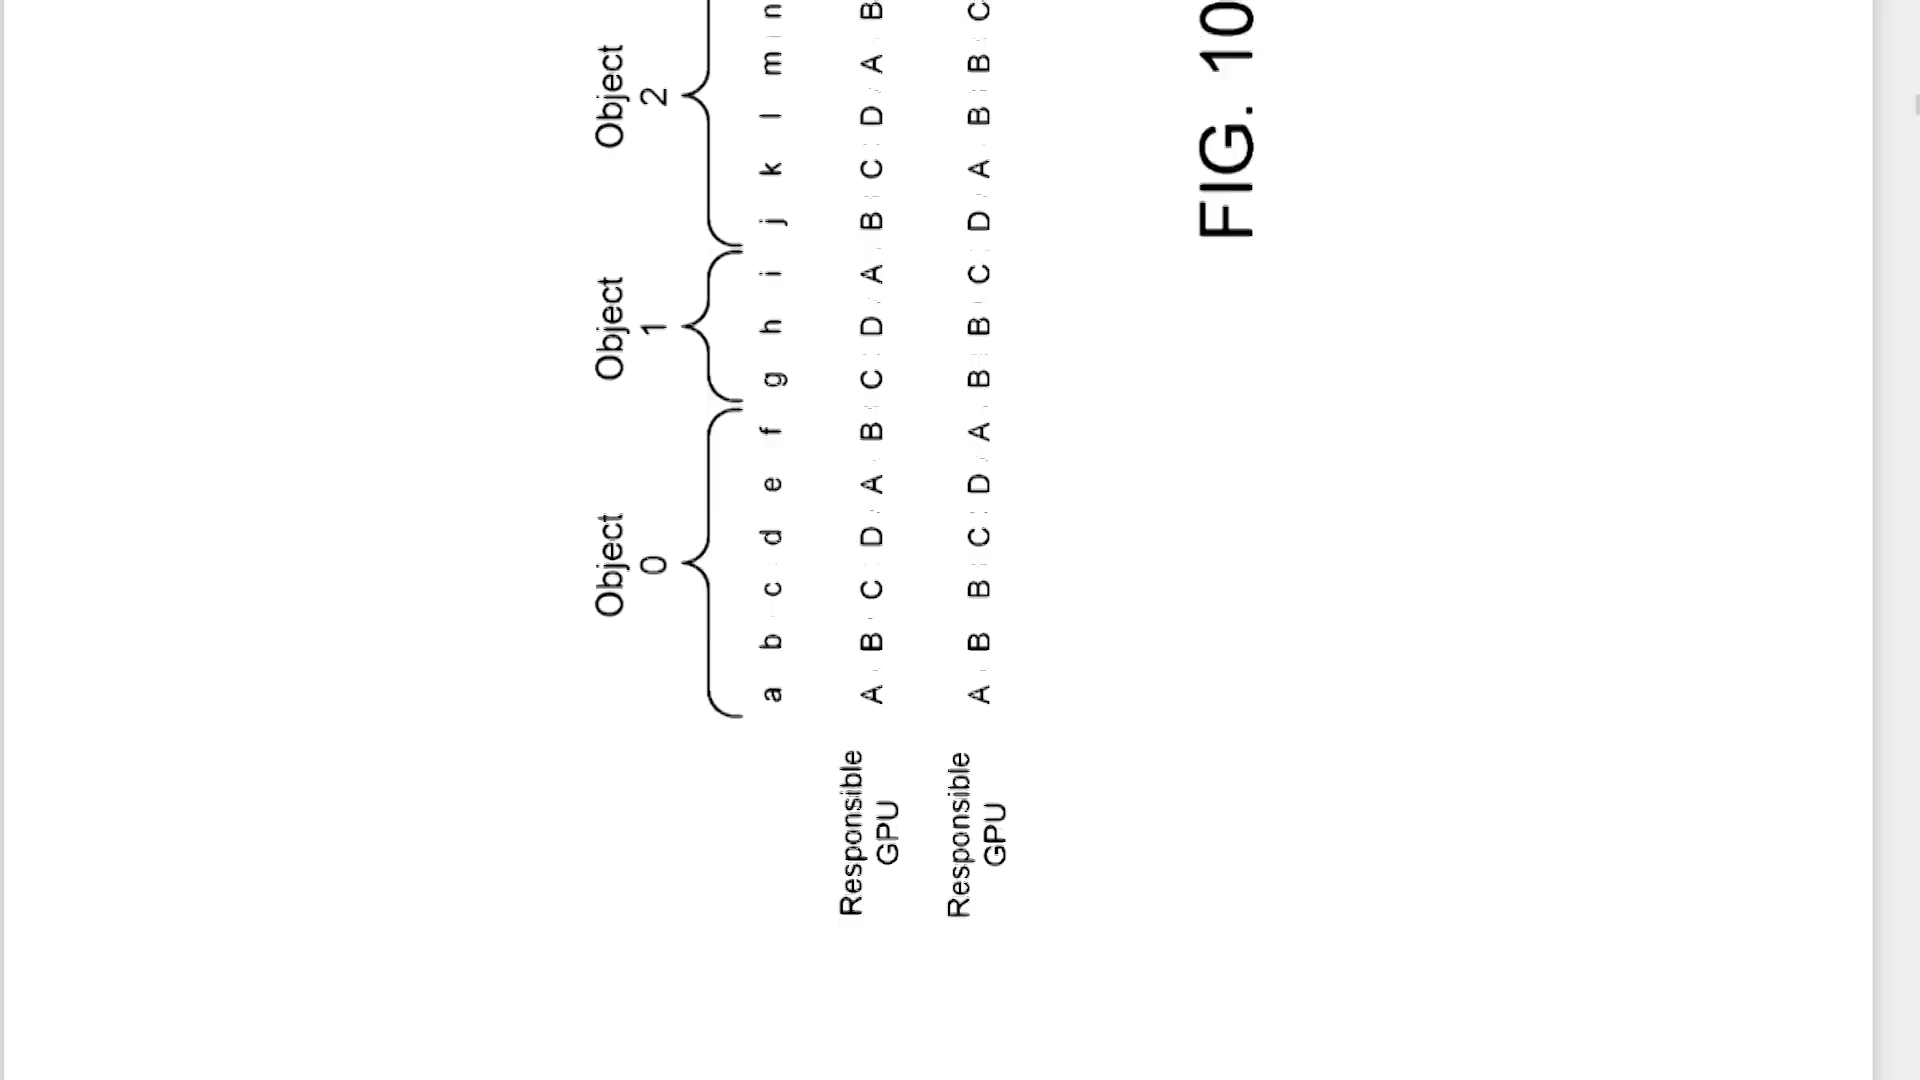 Object Object Object
0 1 2
a b c d e f g h i j k l m n
Responsible
GPU
A B C D A B C D A B C D A B
Responsible
GPU
A B B C D A B B C D A B B C
FIG. 10